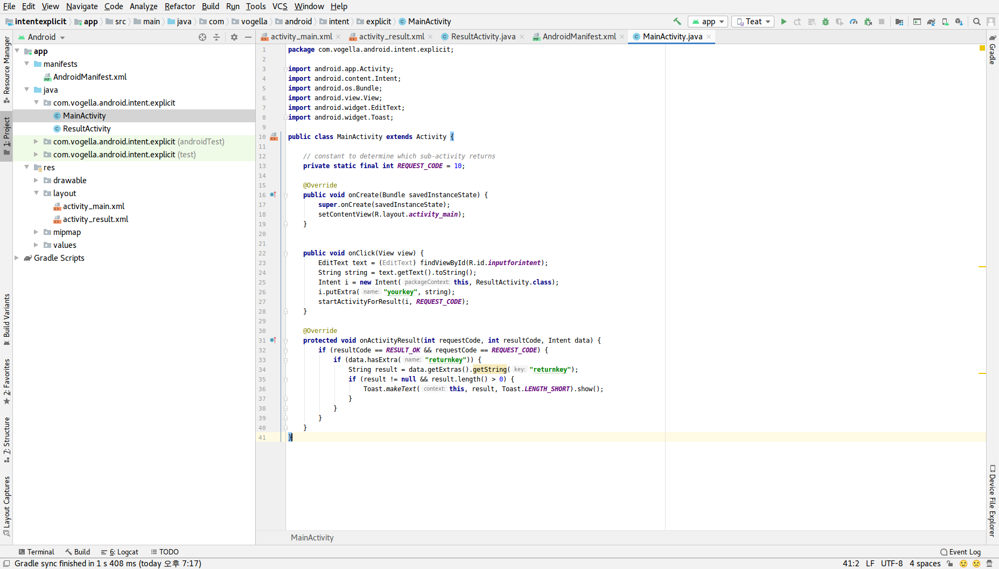 File Edit View Navigate Code Analyze Refactor Build Run Tools VCS Window Help
intentexplicit app src main java com vogella android intent explicit MainActivity app Teat
Android
activity_main.xml activity_result.xml ResultActivity.java AndroidManifest.xml MainActivity.java
Resource Manager
1: Project
Build Variants
2: Favorites
7: Structure
Layout Captures
app
manifests
AndroidManifest.xml
java
com.vogella.android.intent.explicit
MainActivity
ResultActivity
com.vogella.android.intent.explicit (androidTest)
com.vogella.android.intent.explicit (test)
res
drawable
layout
activity_main.xml
activity_result.xml
mipmap
values
Gradle Scripts
1 package com.vogella.android.intent.explicit;
2
3 import android.app.Activity;
4 import android.content.Intent;
5 import android.os.Bundle;
6 import android.view.View;
7 import android.widget.EditText;
8 import android.widget.Toast;
9
10 public class MainActivity extends Activity {
11
12 // constant to determine which sub-activity returns
13 private static final int REQUEST_CODE = 10;
14
15 @Override
16 public void onCreate(Bundle savedInstanceState) {
17 super.onCreate(savedInstanceState);
18 setContentView(R.layout.activity_main);
19 }
20
21
22 public void onClick(View view) {
23 EditText text = (EditText) findViewById(R.id.inputforintent);
24 String string = text.getText().toString();
25 Intent i = new Intent( packageContext: this, ResultActivity.class);
26 i.putExtra( name: "yourkey", string);
27 startActivityForResult(i, REQUEST_CODE);
28 }
29
30 @Override
31 protected void onActivityResult(int requestCode, int resultCode, Intent data) {
32 if (resultCode == RESULT_OK && requestCode == REQUEST_CODE) {
33 if (data.hasExtra( name: "returnkey")) {
34 String result = data.getExtras().getString( key: "returnkey");
35 if (result != null && result.length() > 0) {
36 Toast.makeText( context: this, result, Toast.LENGTH_SHORT).show();
37 }
38 }
39 }
40 }
41 }
MainActivity
Gradle
Device File Explorer
Terminal Build 6: Logcat TODO Event Log
Gradle sync finished in 1 s 408 ms (today 오후 7:17) 41:2 LF UTF-8 4 spaces